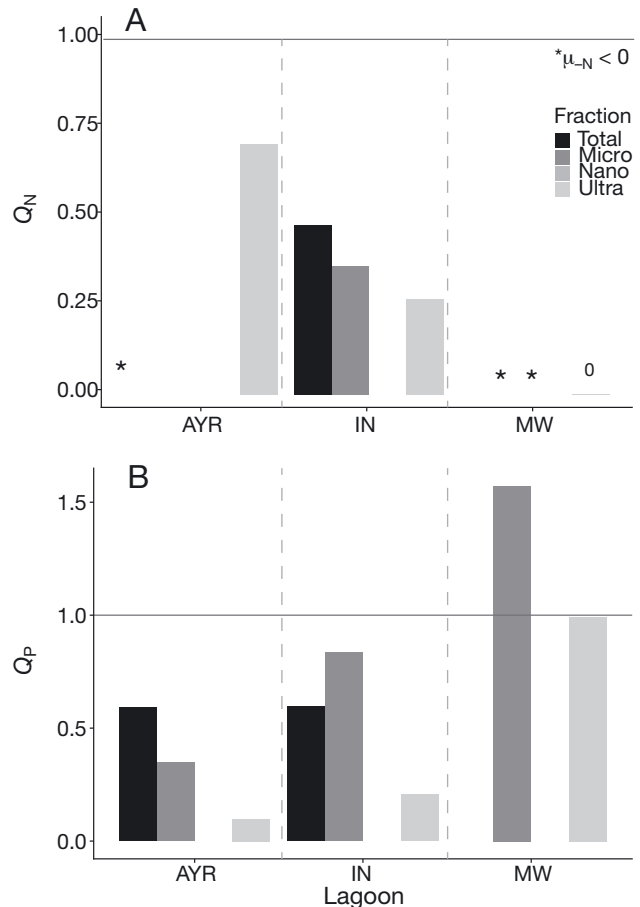 A
1.00
*μ–N < 0
Fraction
Total
Micro
Nano
Ultra
0.75
0.50
0.25
0.00
QN
*
* *
0
AYR IN MW
B
1.5
1.0
0.5
0.0
QP
AYR IN MW
Lagoon